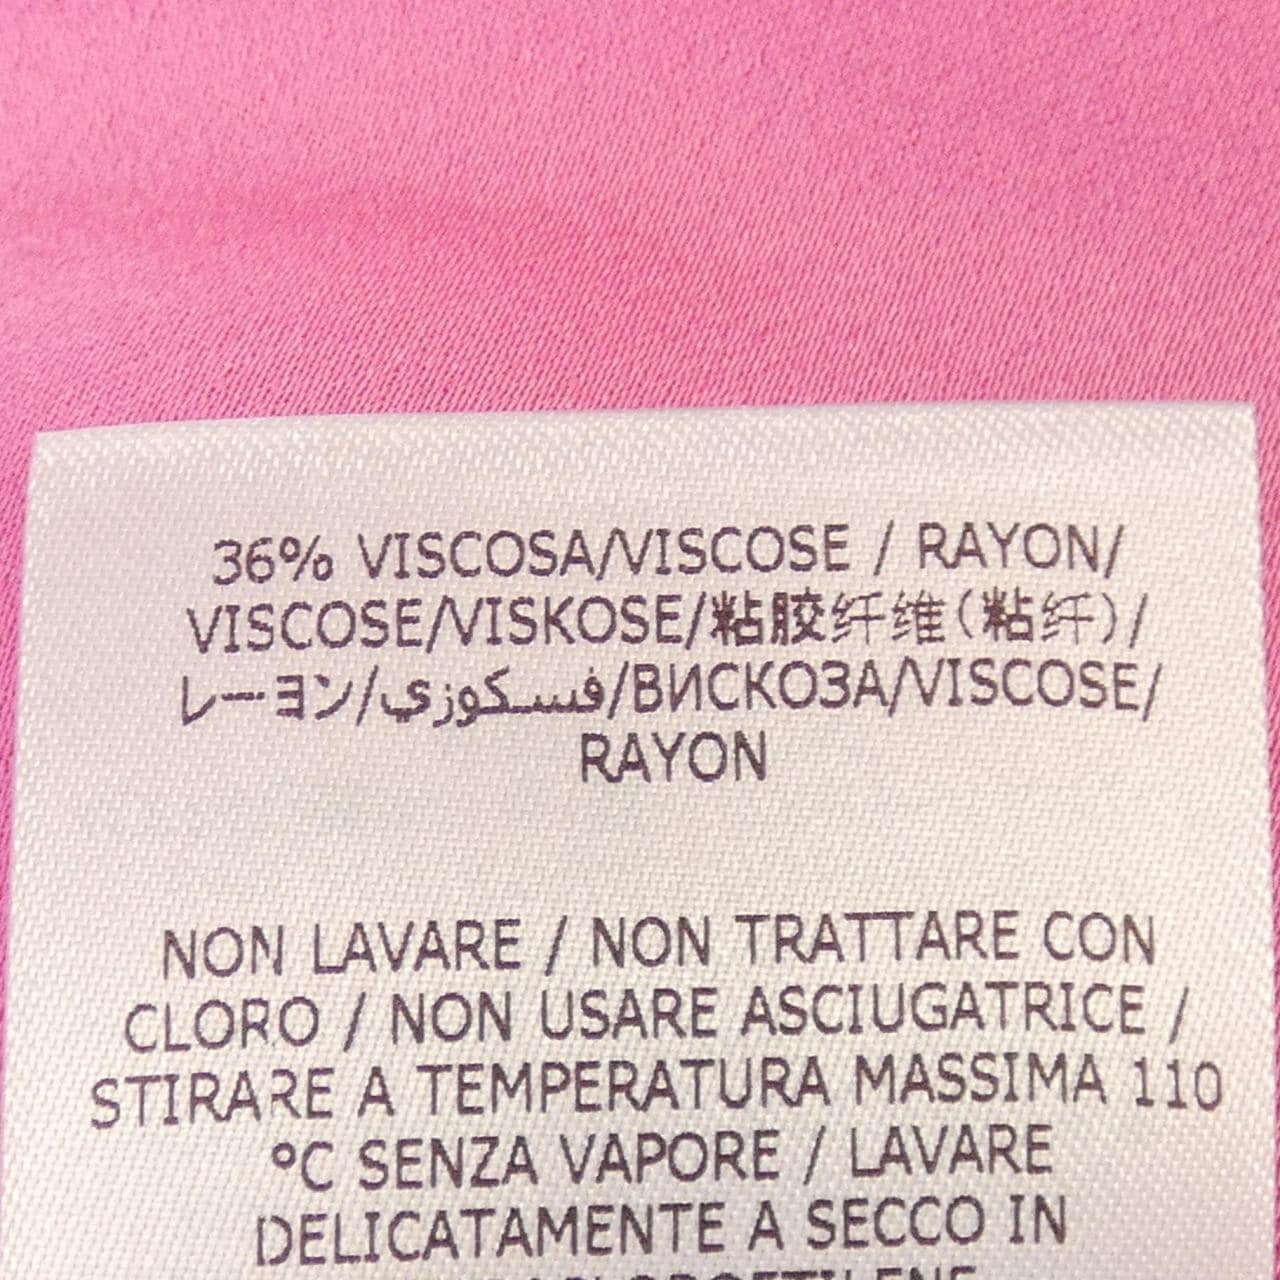 36% VISCOSA/VISCOSE / RAYON/
VISCOSE/VISKOSE/粘胶纤维(粘纤)/
レーヨン/فسكوزي/ВИСКОЗА/VISCOSE/
RAYON
NON LAVARE / NON TRATTARE CON
CLORO / NON USARE ASCIUGATRICE /
STIRARE A TEMPERATURA MASSIMA 110
°C SENZA VAPORE / LAVARE
DELICATAMENTE A SECCO IN